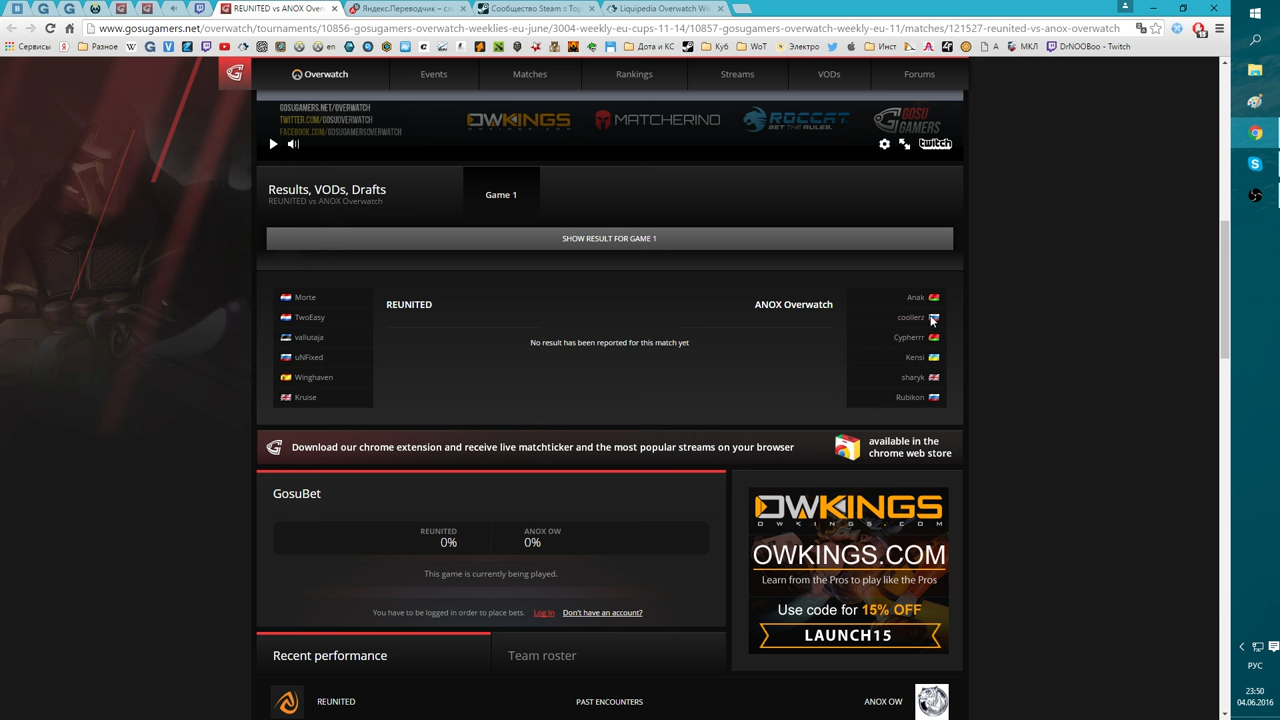 REUNITED vs ANOX Over
Яндекс.Переводчик – сл
Сообщество Steam :: Top
Liquipedia Overwatch Wik
www.gosugamers.net/overwatch/tournaments/10856-gosugamers-overwatch-weeklies-eu-june/3004-weekly-eu-cups-11-14/10857-gosugamers-overwatch-weekly-eu-11/matches/121527-reunited-vs-anox-overwatch
Сервисы
Разное
en
Дота и КС
Куб
WoT
Электро
Инст
МКЛ
DrNOOBoo - Twitch
Overwatch
Events
Matches
Rankings
Streams
VODs
Forums
GOSUGAMERS.NET/OVERWATCH
TWITTER.COM/GOSUOVERWATCH
FACEBOOK.COM/GOSUGAMERSOVERWATCH
OWKINGS
MATCHERINO
ROCCAT
SET THE RULES.
GOSU
GAMERS
twitch
Results, VODs, Drafts
REUNITED vs ANOX Overwatch
Game 1
SHOW RESULT FOR GAME 1
Morte
TwoEasy
vallutaja
uNFixed
Winghaven
Kruise
REUNITED
ANOX Overwatch
No result has been reported for this match yet
Anak
coollerz
Cypherrr
Kensi
sharyk
Rubikon
Download our chrome extension and receive live matchticker and the most popular streams on your browser
available in the
chrome web store
GosuBet
REUNITED
0%
ANOX OW
0%
This game is currently being played.
You have to be logged in order to place bets. Log In Don't have an account?
OWKINGS
OWKINGS.COM
OWKINGS.COM
Learn from the Pros to play like the Pros
Use code for 15% OFF
LAUNCH15
Recent performance
Team roster
REUNITED
PAST ENCOUNTERS
ANOX OW
РУС
23:50
04.06.2016